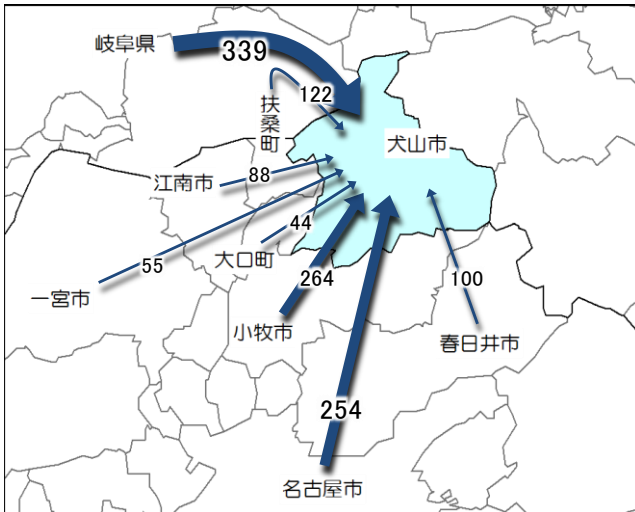 岐阜県
339
122
扶桑町
犬山市
江南市
88
44
55
大口町
264
100
一宮市
小牧市
春日井市
254
名古屋市